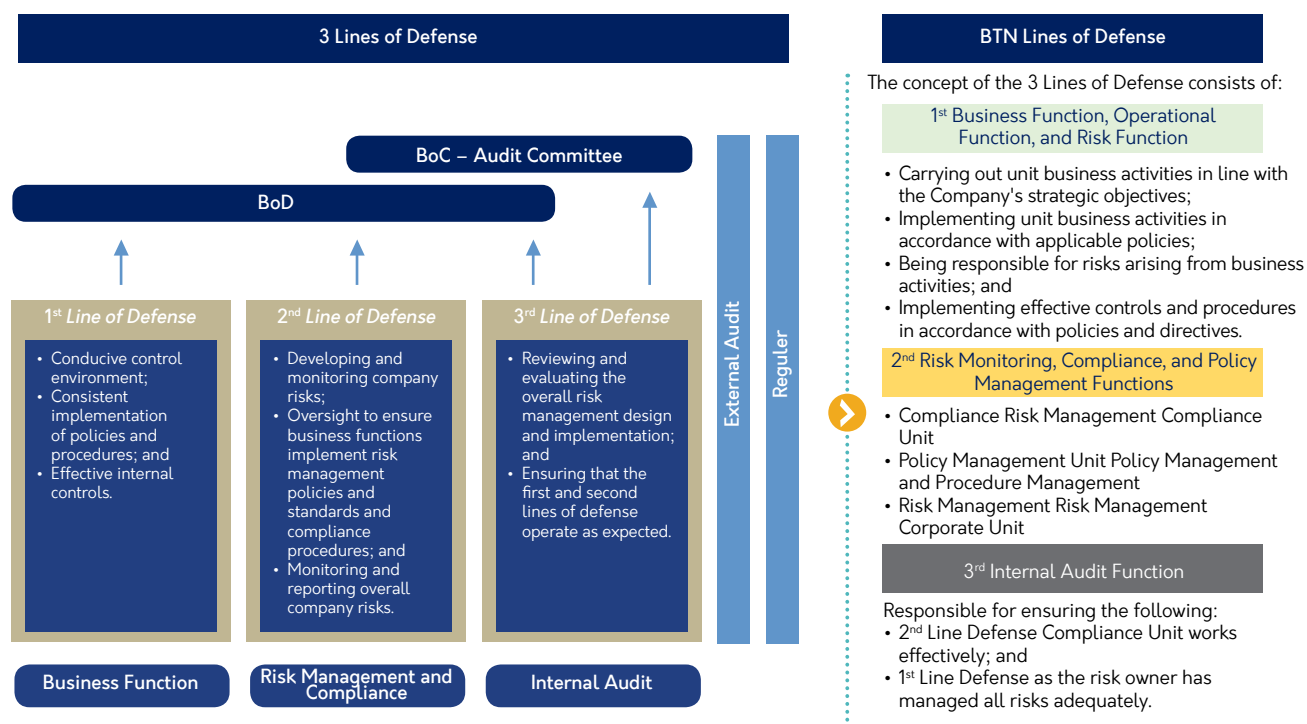 3 Lines of Defense
BoC – Audit Committee
BoD
1st Line of Defense
• Conducive control
environment;
• Consistent
implementation
of policies and
procedures; and
• Effective internal
controls.
Business Function
2nd Line of Defense
• Developing and
monitoring company
risks;
• Oversight to ensure
business functions
implement risk
management
policies and
standards and
compliance
procedures; and
• Monitoring and
reporting overall
company risks.
Risk Management and
Compliance
3rd Line of Defense
• Reviewing and
evaluating the
overall risk
management design
and implementation;
and
• Ensuring that the
first and second
lines of defense
operate as expected.
Internal Audit
External Audit
Reguler
BTN Lines of Defense
The concept of the 3 Lines of Defense consists of:
1st Business Function, Operational
Function, and Risk Function
• Carrying out unit business activities in line with
the Company's strategic objectives;
• Implementing unit business activities in
accordance with applicable policies;
• Being responsible for risks arising from business
activities; and
• Implementing effective controls and procedures
in accordance with policies and directives.
2nd Risk Monitoring, Compliance, and Policy
Management Functions
• Compliance Risk Management Compliance
Unit
• Policy Management Unit Policy Management
and Procedure Management
• Risk Management Risk Management
Corporate Unit
3rd Internal Audit Function
Responsible for ensuring the following:
• 2nd Line Defense Compliance Unit works
effectively; and
• 1st Line Defense as the risk owner has
managed all risks adequately.